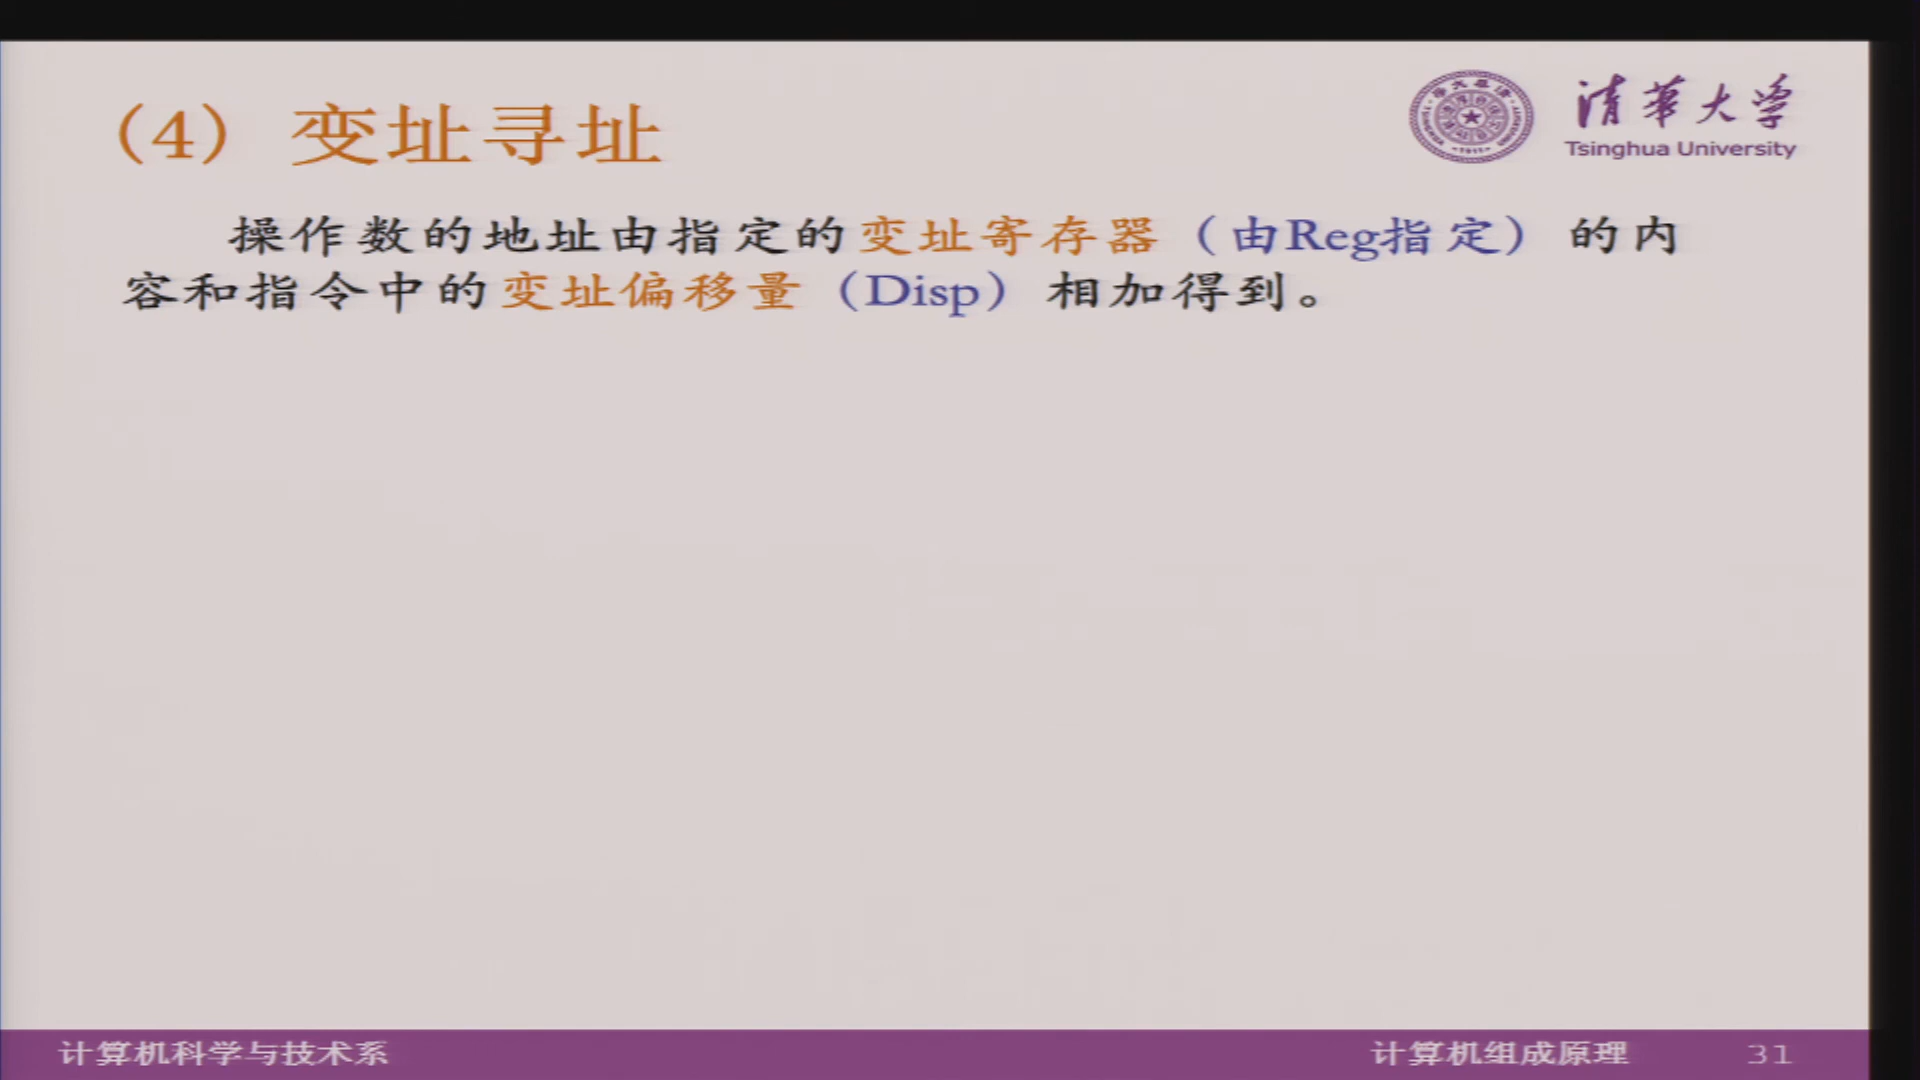 （4） 变址寻址
清华大学
Tsinghua University
操作数的地址由指定的变址寄存器（由Reg指定）的内
容和指令中的变址偏移量（Disp）相加得到。
计算机科学与技术系
计算机组成原理
31